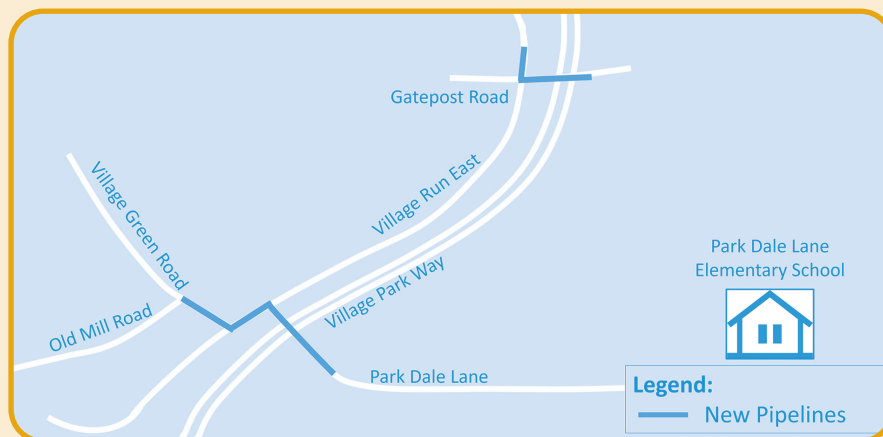 Gatepost Road
Village Run East
Village Green Road
Village Park Way
Old Mill Road
Park Dale Lane
Park Dale Lane
Elementary School
Legend:
New Pipelines